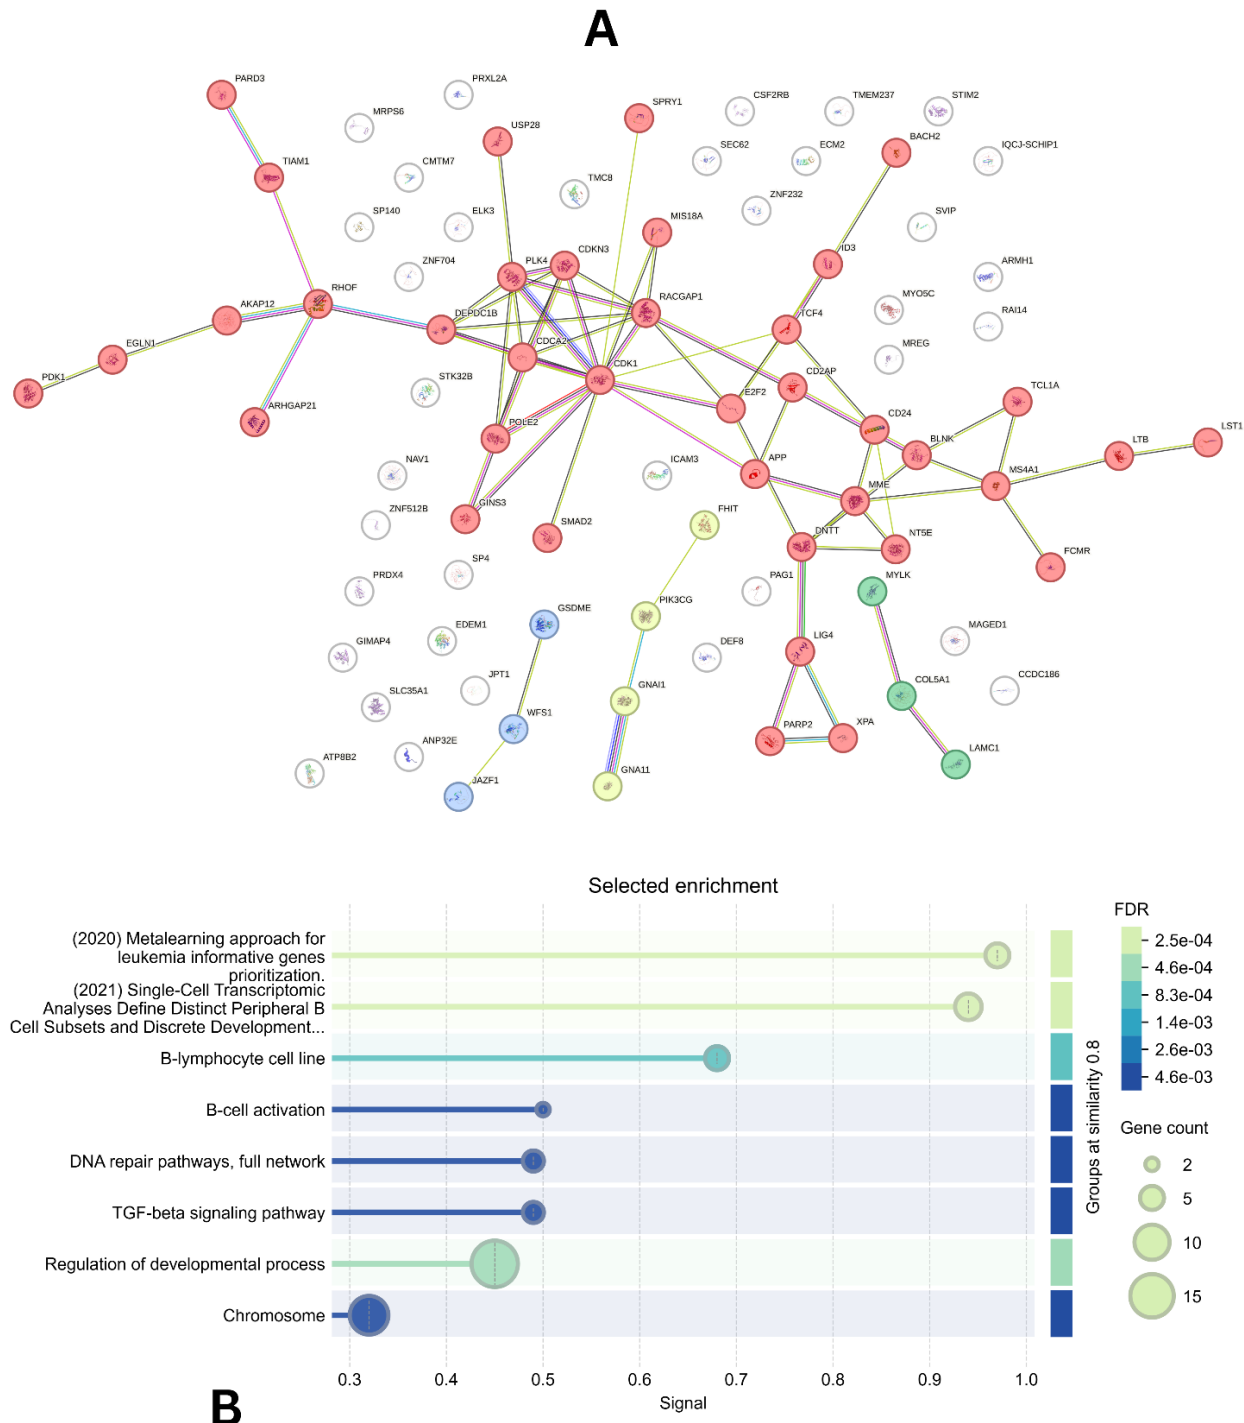 A
PARD3
PRXL2A
MRPS6
SPRY1
CSF2RB
TMEM237
STIM2
USP28
BACH2
TIAM1
CMTM7
SEC62
ECM2
IQCJ-SCHIP1
TMC8
ZNF232
SP140
ELK3
MIS18A
SVIP
ZNF704
PLK4
CDKN3
ID3
ARMH1
RHOF
AKAP12
DEPDC1B
RACGAP1
TCF4
MYO5C
RAI14
EGLN1
CDCA2
CDK1
MREG
PDK1
STK32B
E2F2
CD2AP
TCL1A
ARHGAP21
POLE2
CD24
BLNK
LTB
LST1
NAV1
ICAM3
APP
MS4A1
MME
ZNF512B
GINS3
SMAD2
FHIT
DNTT
NT5E
FCMR
PRDX4
SP4
PAG1
MYLK
GSDME
PIK3CG
GIMAP4
EDEM1
DEF8
LIG4
MAGED1
SLC35A1
JPT1
GNAI1
COL5A1
CCDC186
WFS1
PARP2
XPA
ATP8B2
ANP32E
LAMC1
JAZF1
GNA11
Selected enrichment
(2020) Metalearning approach for
leukemia informative genes
prioritization.
(2021) Single-Cell Transcriptomic
Analyses Define Distinct Peripheral B
Cell Subsets and Discrete Development...
B-lymphocyte cell line
B-cell activation
DNA repair pathways, full network
TGF-beta signaling pathway
Regulation of developmental process
Chromosome
0.3 0.4 0.5 0.6 0.7 0.8 0.9 1.0
Signal
Groups at similarity 0.8
FDR
2.5e-04
4.6e-04
8.3e-04
1.4e-03
2.6e-03
4.6e-03
Gene count
2
5
10
15
B